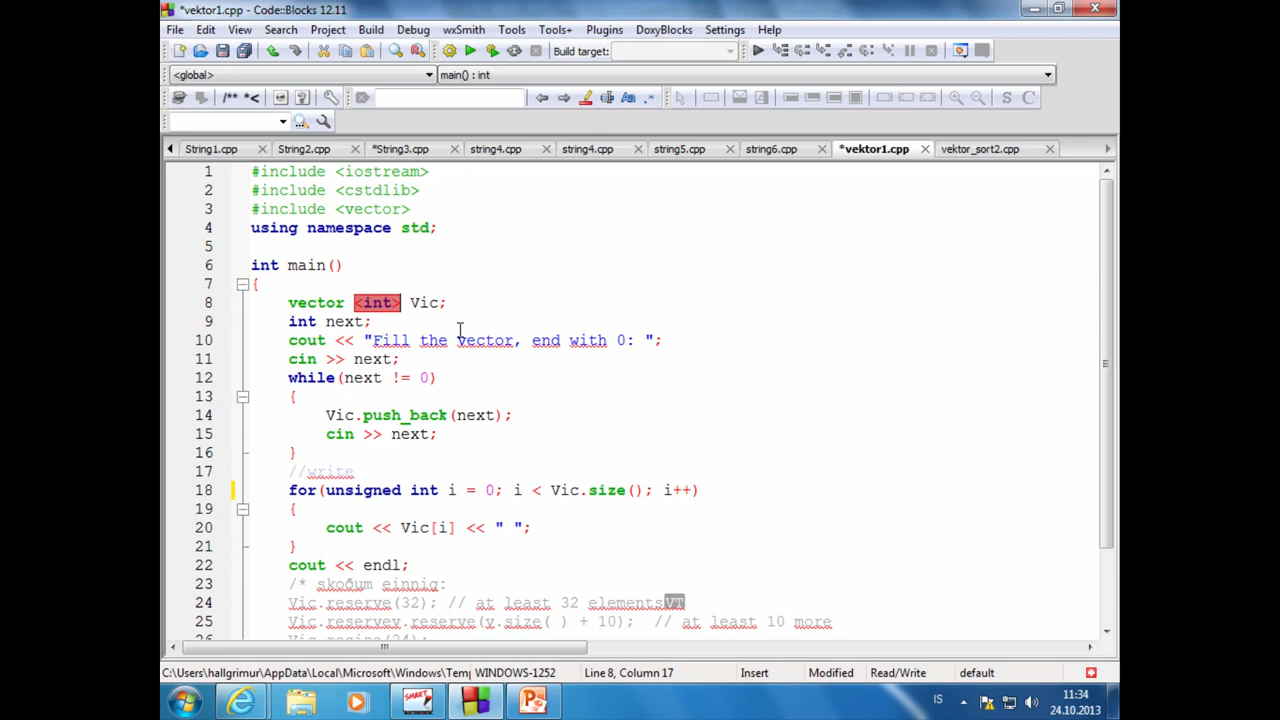 *vektor1.cpp - Code::Blocks 12.11
File Edit View Search Project Build Debug wxSmith Tools Tools+ Plugins DoxyBlocks Settings Help
Build target:
<global> main() : int
/** *<
Aa .* S C
String1.cpp String2.cpp *String3.cpp string4.cpp string4.cpp string5.cpp string6.cpp *vektor1.cpp vektor_sort2.cpp
1 #include <iostream>
2 #include <cstdlib>
3 #include <vector>
4 using namespace std;
5
6 int main()
7 {
8 vector <int> Vic;
9 int next;
10 cout << "Fill the vector, end with 0: ";
11 cin >> next;
12 while(next != 0)
13 {
14 Vic.push_back(next);
15 cin >> next;
16 }
17 //write
18 for(unsigned int i = 0; i < Vic.size(); i++)
19 {
20 cout << Vic[i] << " ";
21 }
22 cout << endl;
23 /* skoðum einnig:
24 Vic.reserve(32); // at least 32 elementsVT
25 Vic.reservev.reserve(v.size( ) + 10); // at least 10 more
26 Vic.resize(24);
C:\Users\hallgrimur\AppData\Local\Microsoft\Windows\Temp WINDOWS-1252 Line 8, Column 17 Insert Modified Read/Write default
SMART IS 11:34
24.10.2013